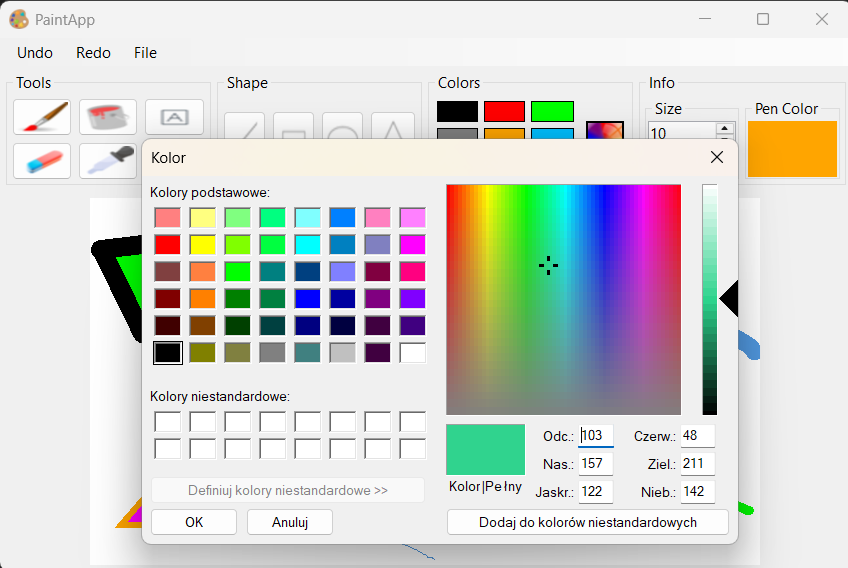 PaintApp
Undo Redo File
Tools Shape Colors Info
Size Pen Color
10
A
Kolor
Kolory podstawowe:
Kolory niestandardowe:
Definiuj kolory niestandardowe >>
OK Anuluj
Kolor|Pełny
Odc.: 103 Czerw.: 48
Nas.: 157 Ziel.: 211
Jaskr.: 122 Nieb.: 142
Dodaj do kolorów niestandardowych